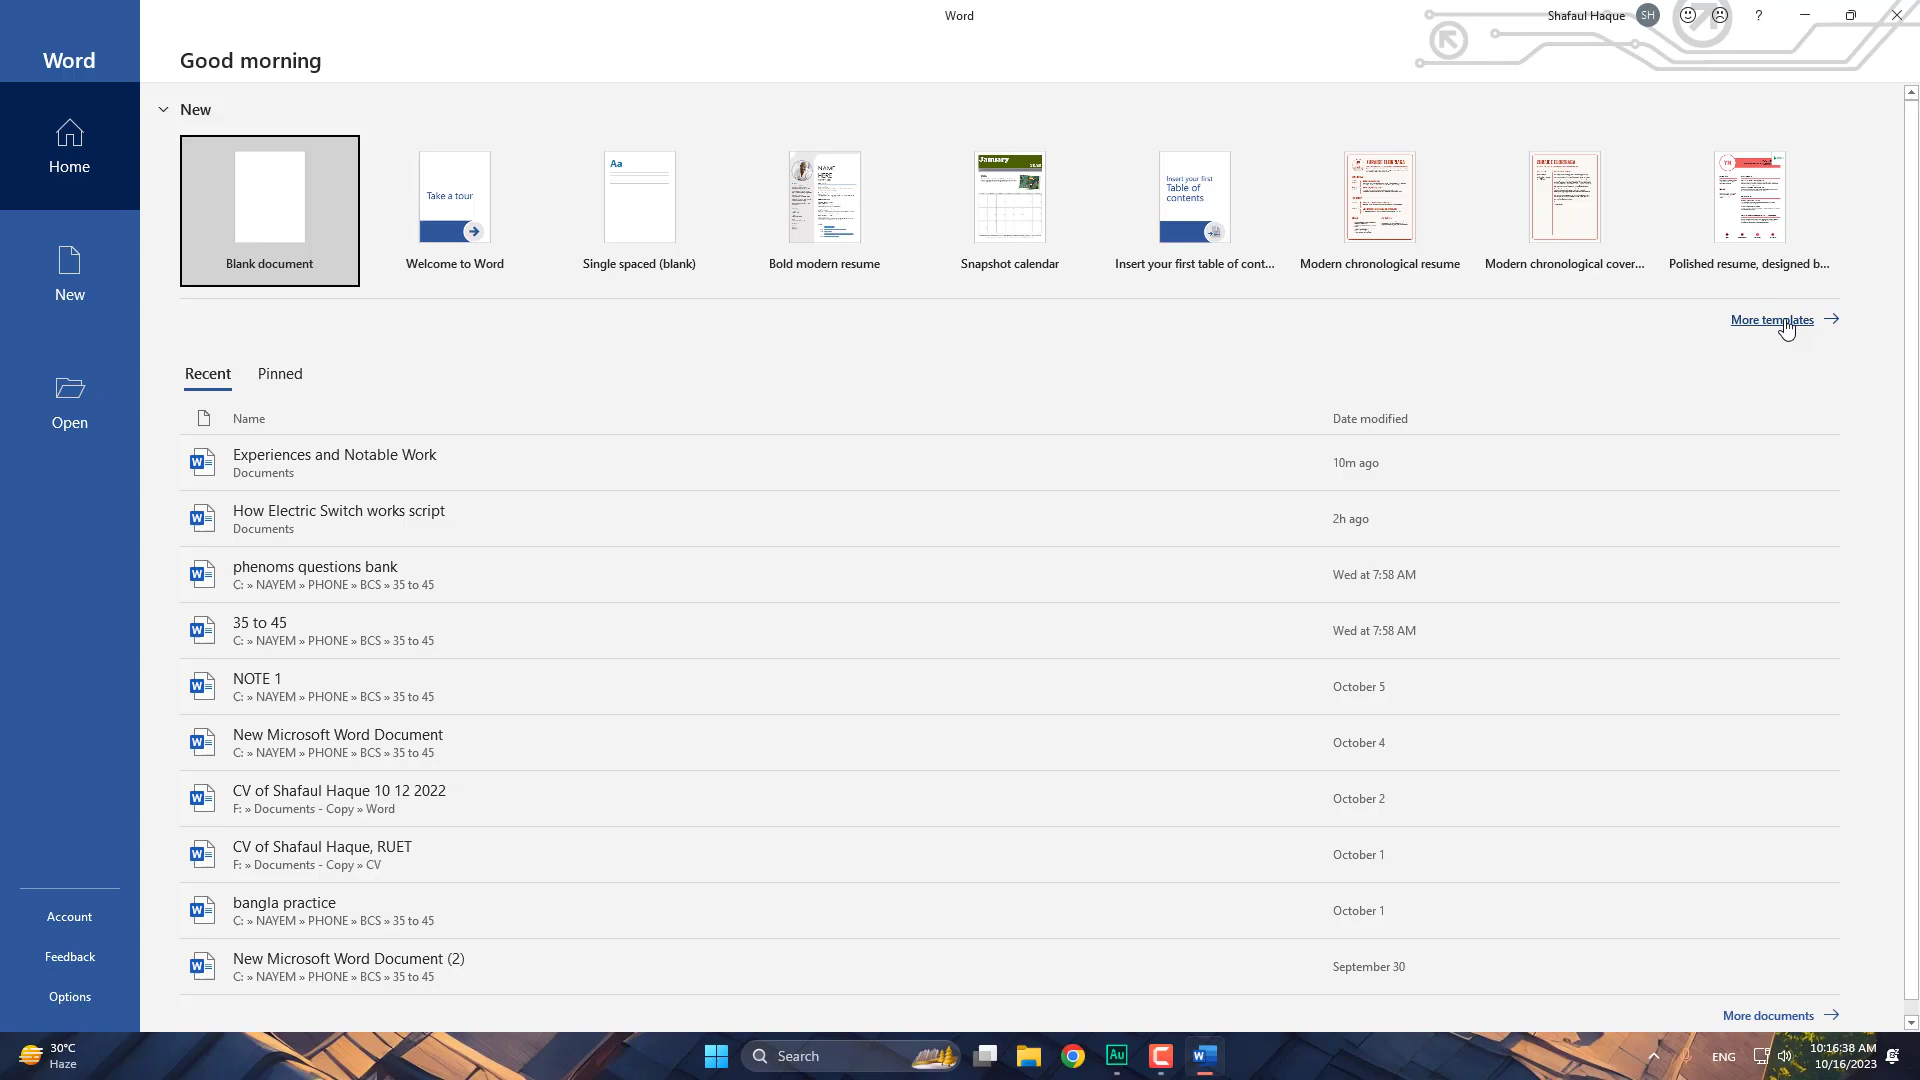 Word
Shafaul Haque SH
?
Word
Good morning
New
Home
New
Open
Account
Feedback
Options
Blank document
Take a tour
Welcome to Word
Aa
Single spaced (blank)
NAME
HERE
Bold modern resume
January
Snapshot calendar
Insert your first
Table of
contents
Insert your first table of cont...
Modern chronological resume
Modern chronological cover...
YN
Polished resume, designed b...
More templates
Recent Pinned
Name Date modified
Experiences and Notable Work
Documents
10m ago
How Electric Switch works script
Documents
2h ago
phenoms questions bank
C: » NAYEM » PHONE » BCS » 35 to 45
Wed at 7:58 AM
35 to 45
C: » NAYEM » PHONE » BCS » 35 to 45
Wed at 7:58 AM
NOTE 1
C: » NAYEM » PHONE » BCS » 35 to 45
October 5
New Microsoft Word Document
C: » NAYEM » PHONE » BCS » 35 to 45
October 4
CV of Shafaul Haque 10 12 2022
F: » Documents - Copy » Word
October 2
CV of Shafaul Haque, RUET
F: » Documents - Copy » CV
October 1
bangla practice
C: » NAYEM » PHONE » BCS » 35 to 45
October 1
New Microsoft Word Document (2)
C: » NAYEM » PHONE » BCS » 35 to 45
September 30
More documents
30°C
Haze
Search
Au
W
ENG
10:16:38 AM
10/16/2023